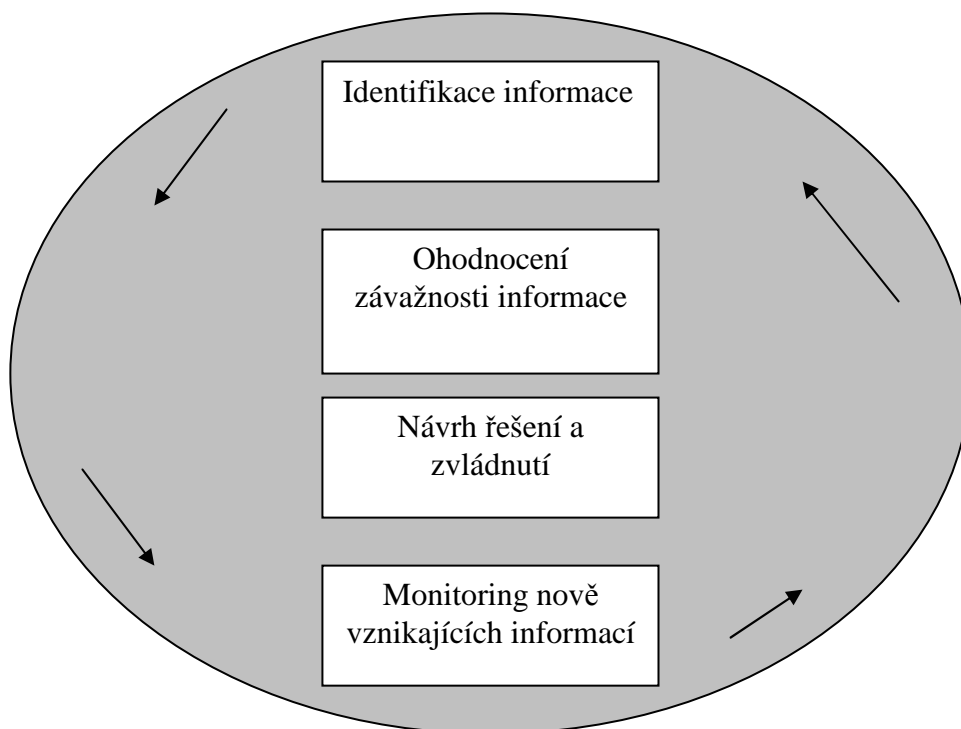 Identifikace informace
Ohodnocení
závažnosti informace
Návrh řešení a
zvládnutí
Monitoring nově
vznikajících informací